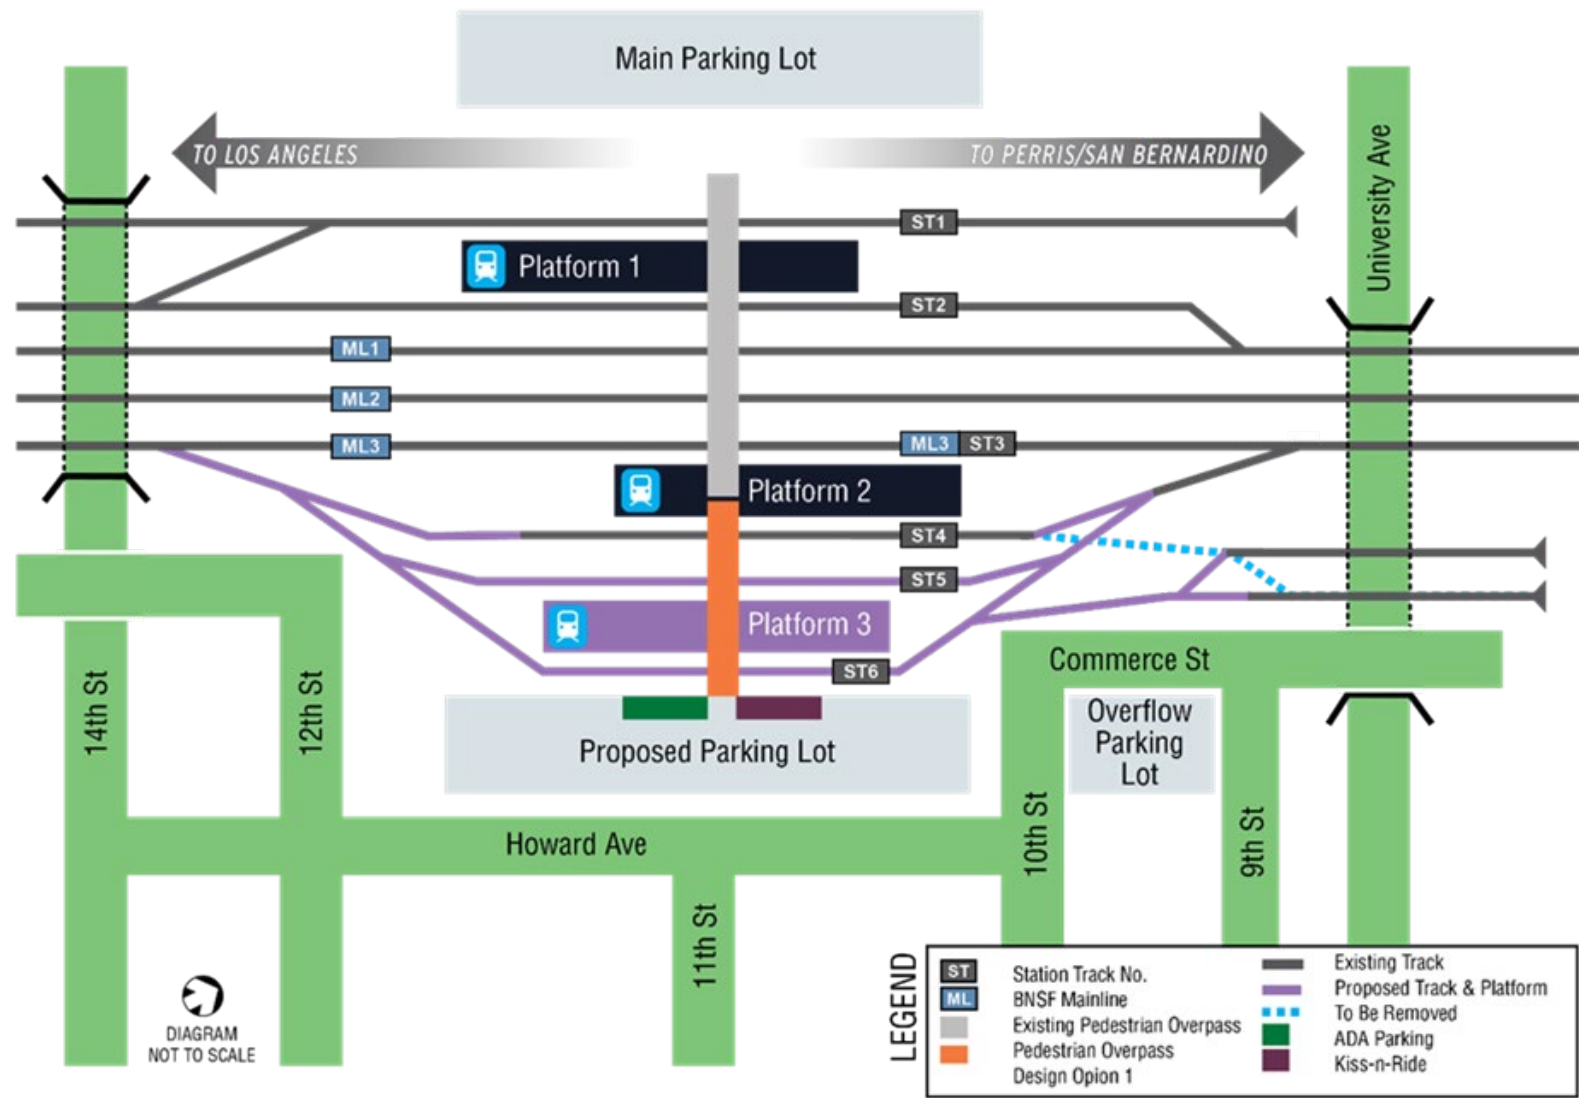 Main Parking Lot
TO LOS ANGELES
TO PERRIS/SAN BERNARDINO
University Ave
ST1
Platform 1
ST2
ML1
ML2
ML3
ML3 ST3
Platform 2
ST4
ST5
Platform 3
ST6
Commerce St
14th St
12th St
Proposed Parking Lot
Overflow
Parking
Lot
Howard Ave
10th St
9th St
11th St
DIAGRAM
NOT TO SCALE
LEGEND
ST Station Track No.
ML BNSF Mainline
Existing Pedestrian Overpass
Pedestrian Overpass
Design Opion 1
Existing Track
Proposed Track & Platform
To Be Removed
ADA Parking
Kiss-n-Ride